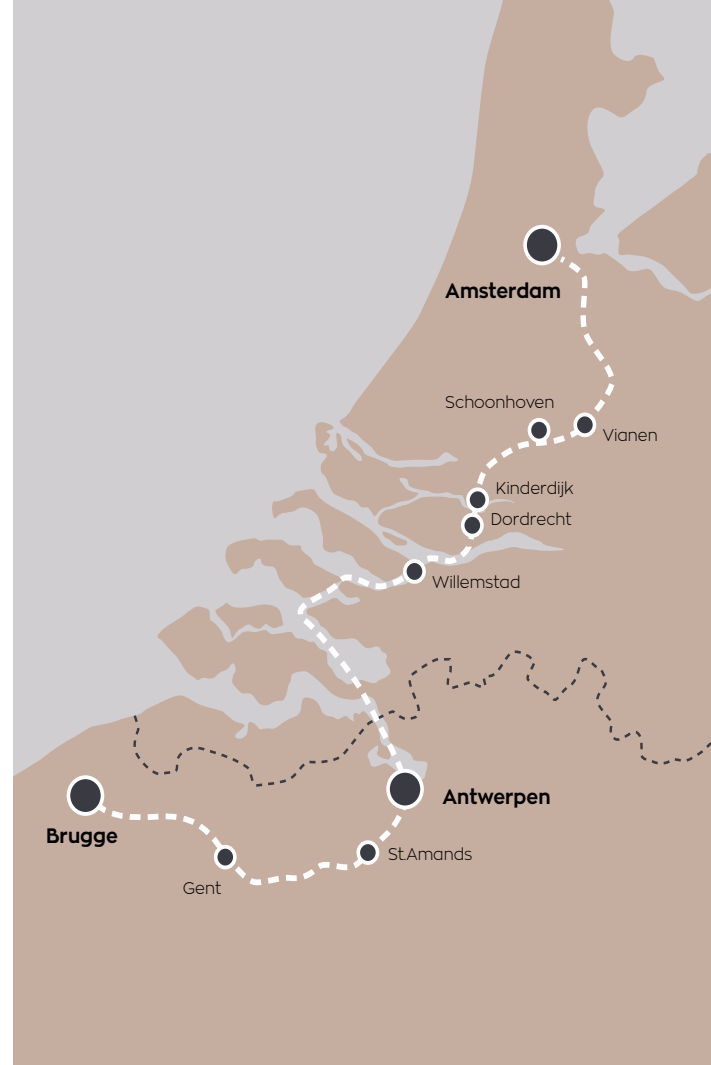 Amsterdam
Schoonhoven
Vianen
Kinderdijk
Dordrecht
Willemstad
Antwerpen
Brugge
St.Amands
Gent